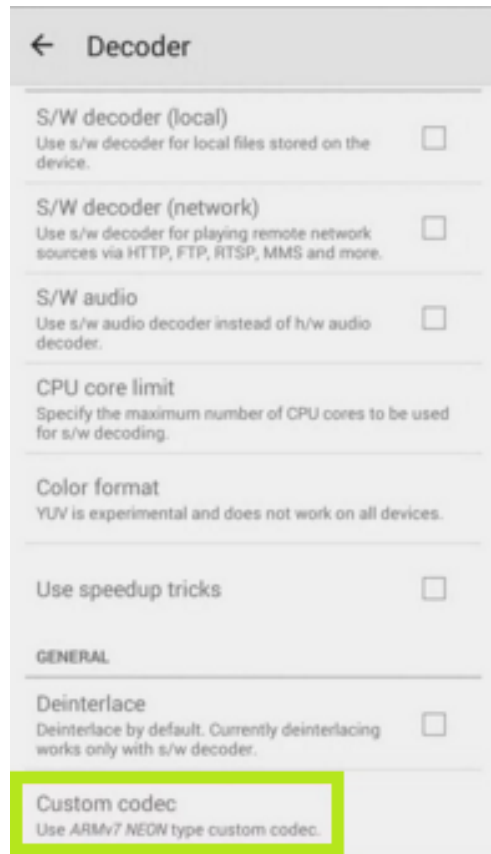 Decoder
S/W decoder (local)
Use s/w decoder for local files stored on the
device.
S/W decoder (network)
Use s/w decoder for playing remote network
sources via HTTP, FTP, RTSP, MMS and more.
S/W audio
Use s/w audio decoder instead of h/w audio
decoder.
CPU core limit
Specify the maximum number of CPU cores to be used
for s/w decoding.
Color format
YUV is experimental and does not work on all devices.
Use speedup tricks
GENERAL
Deinterlace
Deinterlace by default. Currently deinterlacing
works only with s/w decoder.
Custom codec
Use ARMv7 NEON type custom codec.